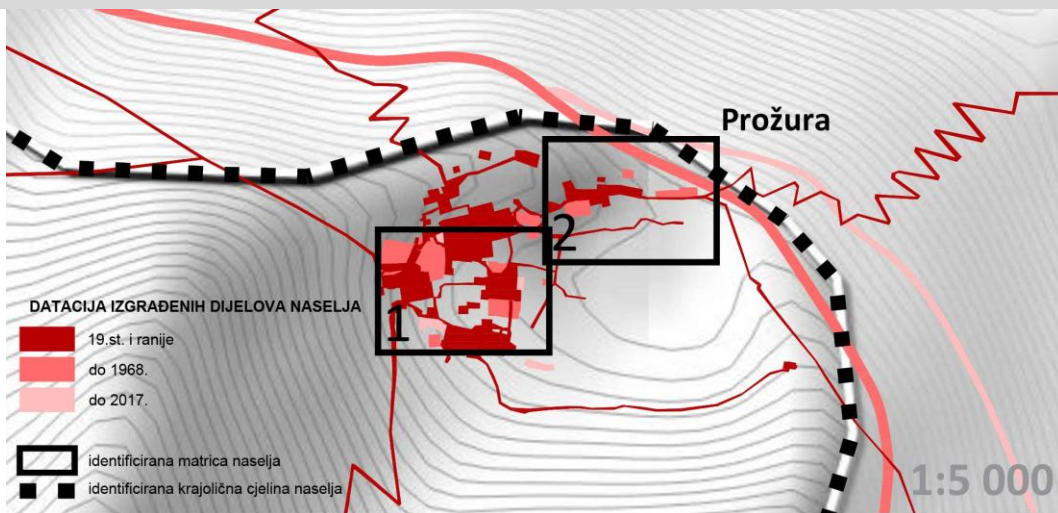 Prožura
2
1
DATACIJA IZGRAĐENIH DIJELOVA NASELJA
19.st. i ranije
do 1968.
do 2017.
identificirana matrica naselja
identificirana krajolična cjelina naselja
1:5 000